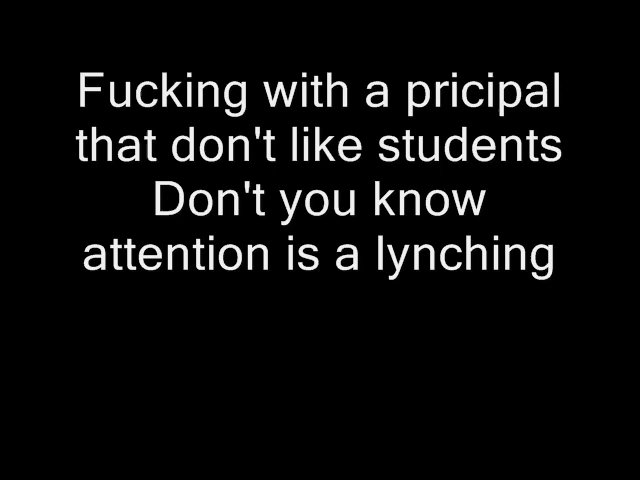 Fucking with a pricipal
that don't like students
Don't you know
attention is a lynching